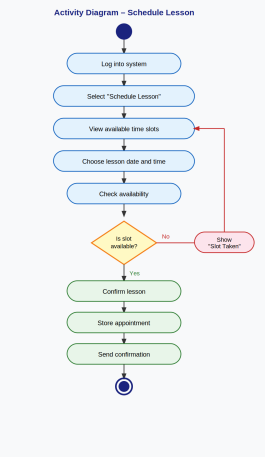 Activity Diagram – Schedule Lesson
Log into system
Select "Schedule Lesson"
View available time slots
Choose lesson date and time
Check availability
Is slot
available?
No
Show
"Slot Taken"
Yes
Confirm lesson
Store appointment
Send confirmation